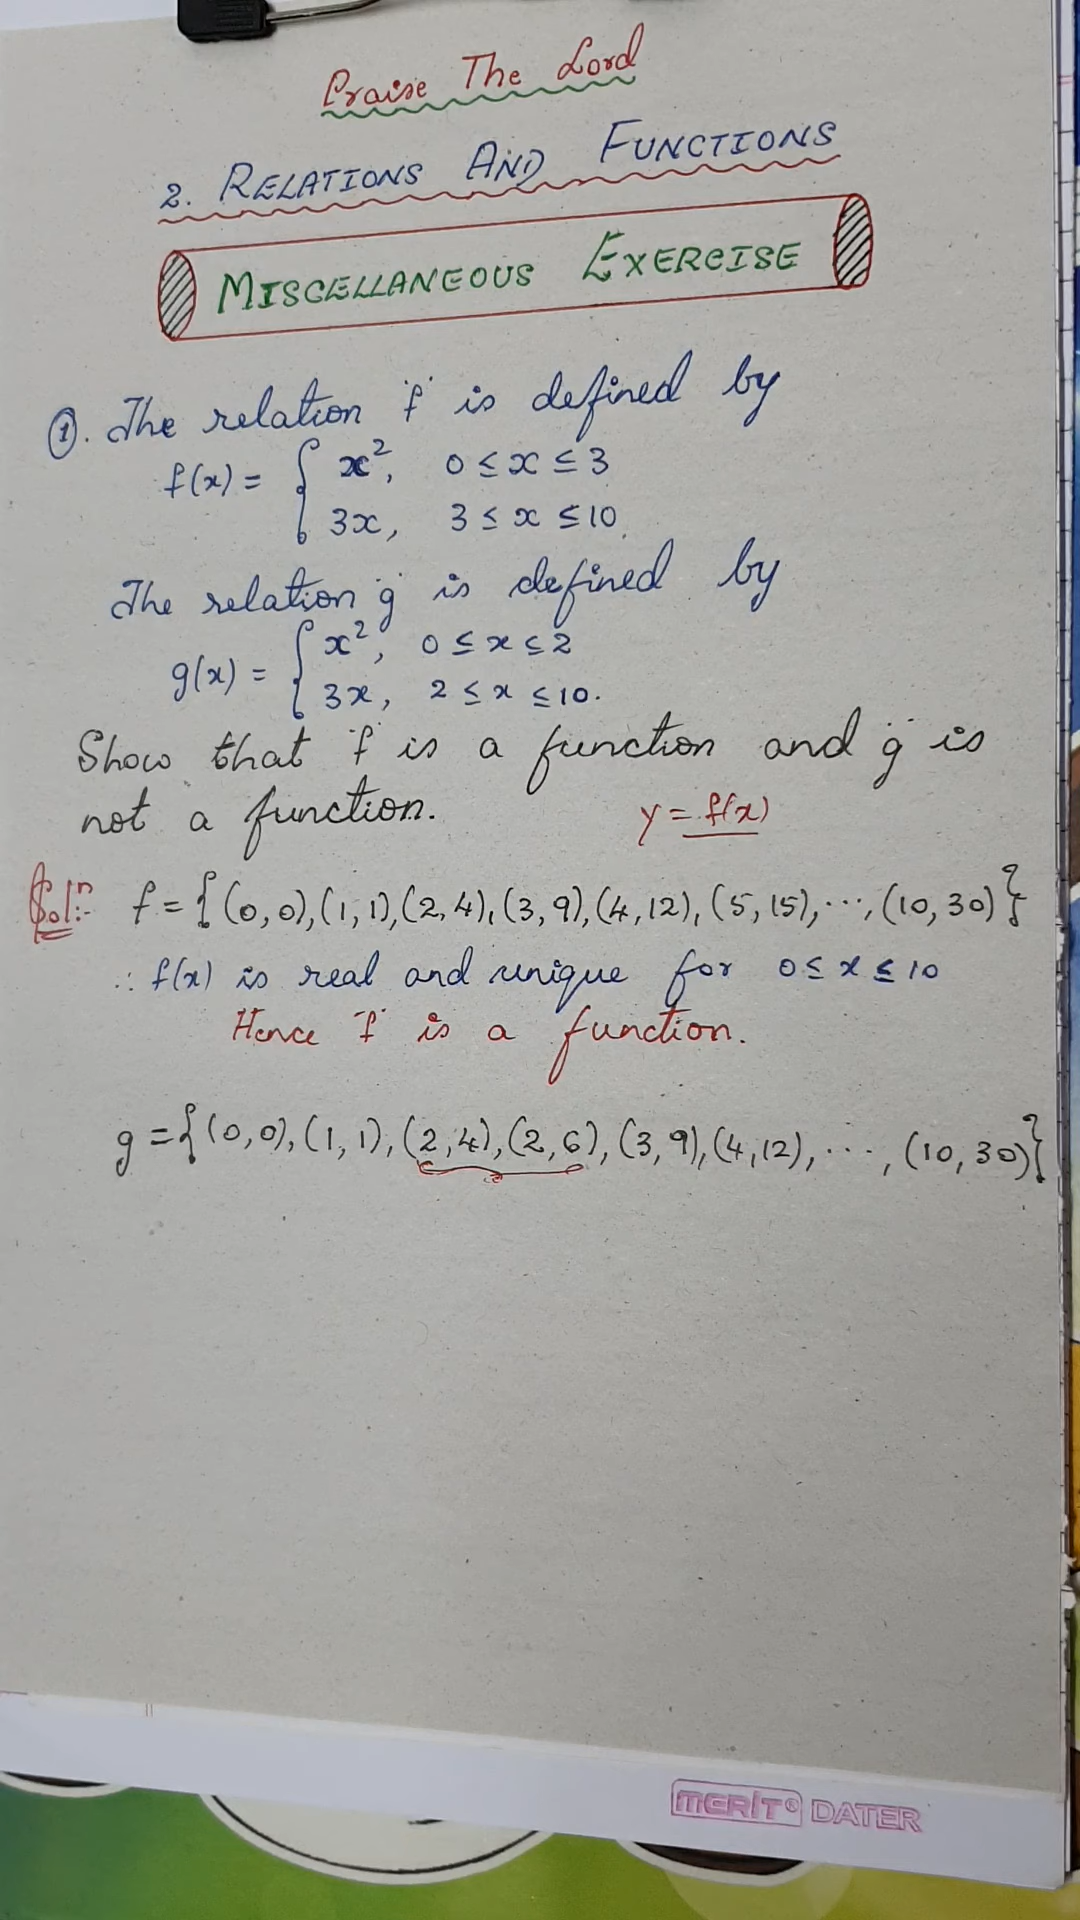 Praise The Lord
2. RELATIONS AND FUNCTIONS
MISCELLANEOUS EXERCISE
①. The relation 'f' is defined by
f(x) = { x², 0 ≤ x ≤ 3
3x, 3 ≤ x ≤ 10.
The relation 'g' is defined by
g(x) = { x², 0 ≤ x ≤ 2
3x, 2 ≤ x ≤ 10.
Show that 'f' is a function and 'g' is
not a function. y = f(x)
Solⁿ:- f = {(0,0),(1,1),(2,4),(3,9),(4,12),(5,15),...,(10,30)}
∴ f(x) is real and unique for 0 ≤ x ≤ 10
Hence 'f' is a function.
g = {(0,0),(1,1),(2,4),(2,6),(3,9),(4,12),...,(10,30)}
MERIT® DATER